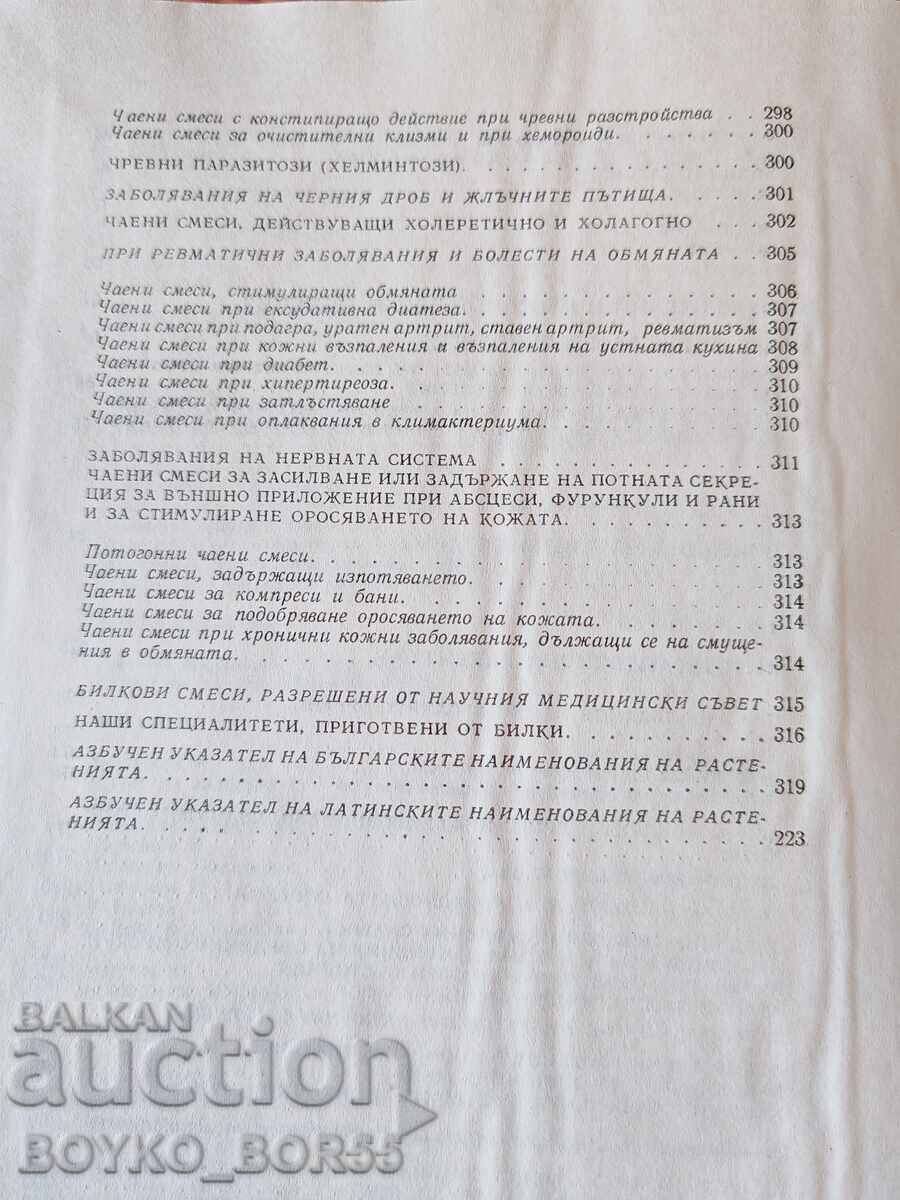 Чаени смеси с констипиращо действие при чревни разстройства . . 298
Чаени смеси за очистителни клизми и при хемороиди. . . . . . . 300
ЧРЕВНИ ПАРАЗИТОЗИ (ХЕЛМИНТОЗИ). . . . . . . . . . . . . . . 300
ЗАБОЛЯВАНИЯ НА ЧЕРНИЯ ДРОБ И ЖЛЪЧНИТЕ ПЪТИЩА. . . . . 301
ЧАЕНИ СМЕСИ, ДЕЙСТВУВАЩИ ХОЛЕРЕТИЧНО И ХОЛАГОГНО . . . 302
ПРИ РЕВМАТИЧНИ ЗАБОЛЯВАНИЯ И БОЛЕСТИ НА ОБМЯНАТА . . 305
Чаени смеси, стимулиращи обмяната . . . . . . . . . . . . . . 306
Чаени смеси при ексудативна диатеза. . . . . . . . . . . . . . 307
Чаени смеси при подагра, уратен артрит, ставен артрит, ревматизъм 307
Чаени смеси при кожни възпаления и възпаления на устната кухина 308
Чаени смеси при диабет. . . . . . . . . . . . . . . . . . . 309
Чаени смеси при хипертиреоза. . . . . . . . . . . . . . . . 310
Чаени смеси при затлъстяване . . . . . . . . . . . . . . . . 310
Чаени смеси при оплаквания в климактериума. . . . . . . . . . 310
ЗАБОЛЯВАНИЯ НА НЕРВНАТА СИСТЕМА . . . . . . . . . . . . . 311
ЧАЕНИ СМЕСИ ЗА ЗАСИЛВАНЕ ИЛИ ЗАДЪРЖАНЕ НА ПОТНАТА СЕКРЕ-
ЦИЯ ЗА ВЪНШНО ПРИЛОЖЕНИЕ ПРИ АБСЦЕСИ, ФУРУНКУЛИ И РАНИ
И ЗА СТИМУЛИРАНЕ ОРОСЯВАНЕТО НА КОЖАТА. . . . . . . . . . 313
Потогонни чаени смеси. . . . . . . . . . . . . . . . . . . . 313
Чаени смеси, задържащи изпотяването. . . . . . . . . . . . . 313
Чаени смеси за компреси и бани. . . . . . . . . . . . . . . . 314
Чаени смеси за подобряване оросяването на кожата. . . . . . . 314
Чаени смеси при хронични кожни заболявания, дължащи се на смуще-
ния в обмяната. . . . . . . . . . . . . . . . . . . . . . . . 314
БИЛКОВИ СМЕСИ, РАЗРЕШЕНИ ОТ НАУЧНИЯ МЕДИЦИНСКИ СЪВЕТ 315
НАШИ СПЕЦИАЛИТЕТИ, ПРИГОТВЕНИ ОТ БИЛКИ. . . . . . . . . . 316
АЗБУЧЕН УКАЗАТЕЛ НА БЪЛГАРСКИТЕ НАИМЕНОВАНИЯ НА РАСТЕ-
НИЯТА. . . . . . . . . . . . . . . . . . . . . . . . . . . . 319
АЗБУЧЕН УКАЗАТЕЛ НА ЛАТИНСКИТЕ НАИМЕНОВАНИЯ НА РАСТЕ-
НИЯТА. . . . . . . . . . . . . . . . . . . . . . . . . . . . 223
BALKAN
auction
BOYKO_BOR55